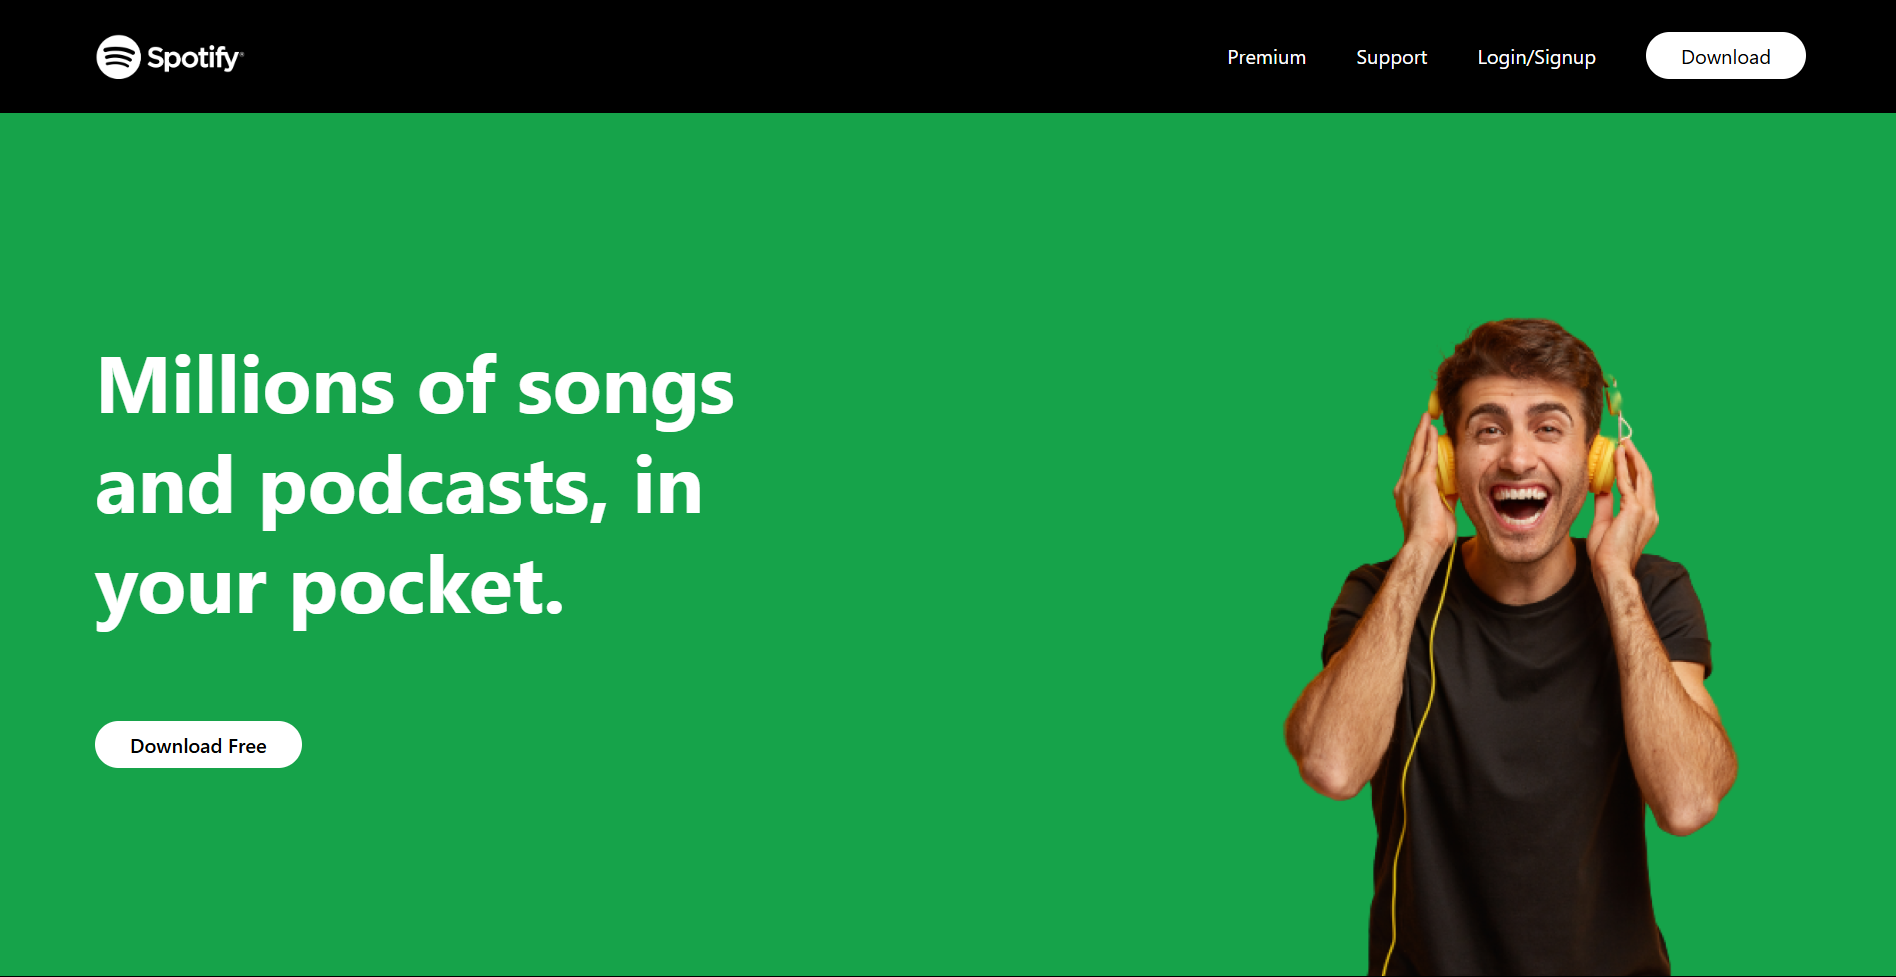 Spotify
Premium
Support
Login/Signup
Download
Millions of songs
and podcasts, in
your pocket.
Download Free